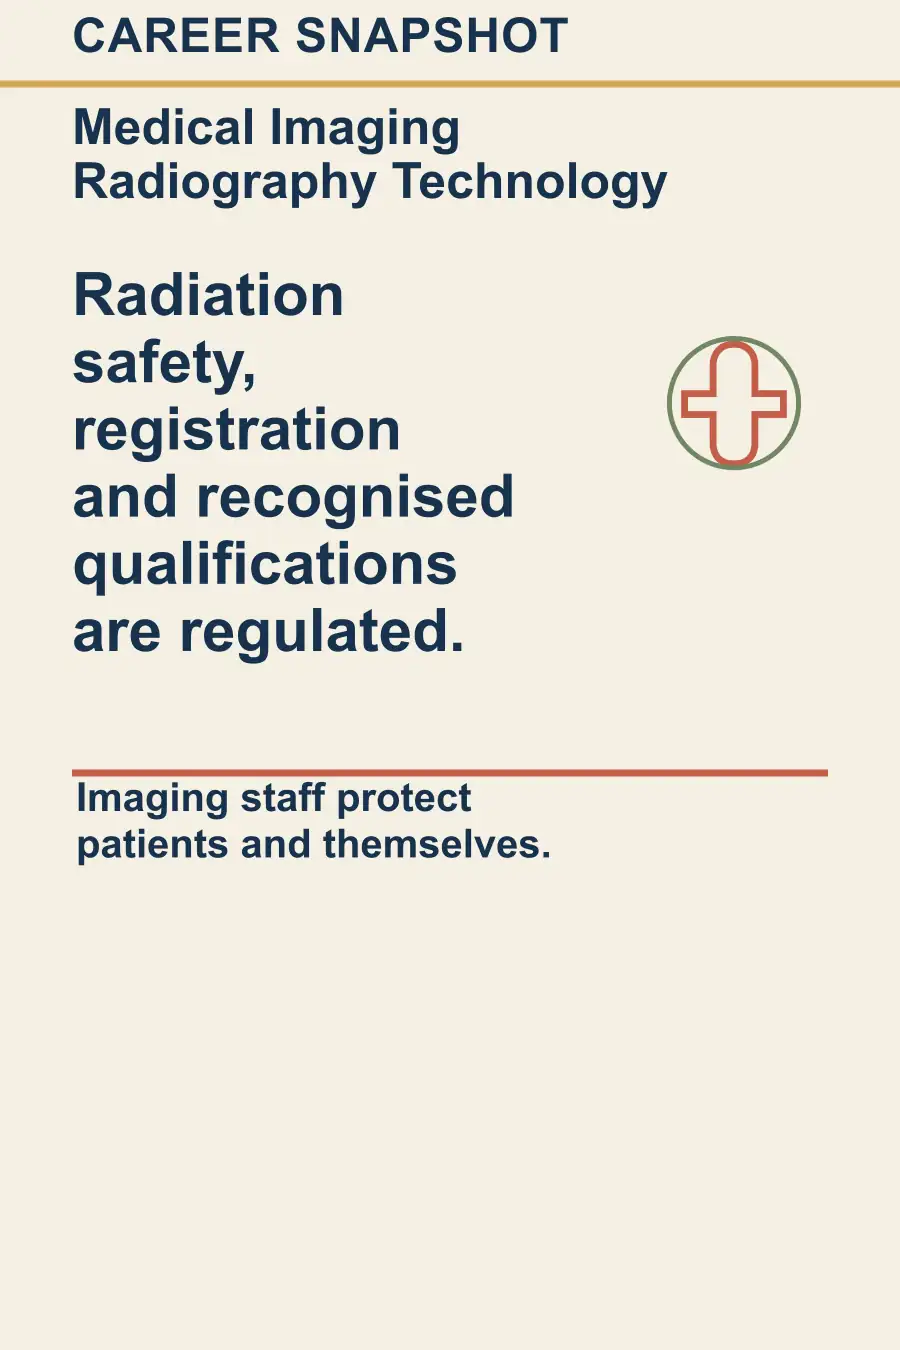 CAREER SNAPSHOT
Medical Imaging
Radiography Technology
Radiation
safety,
registration
and recognised
qualifications
are regulated.
Imaging staff protect
patients and themselves.